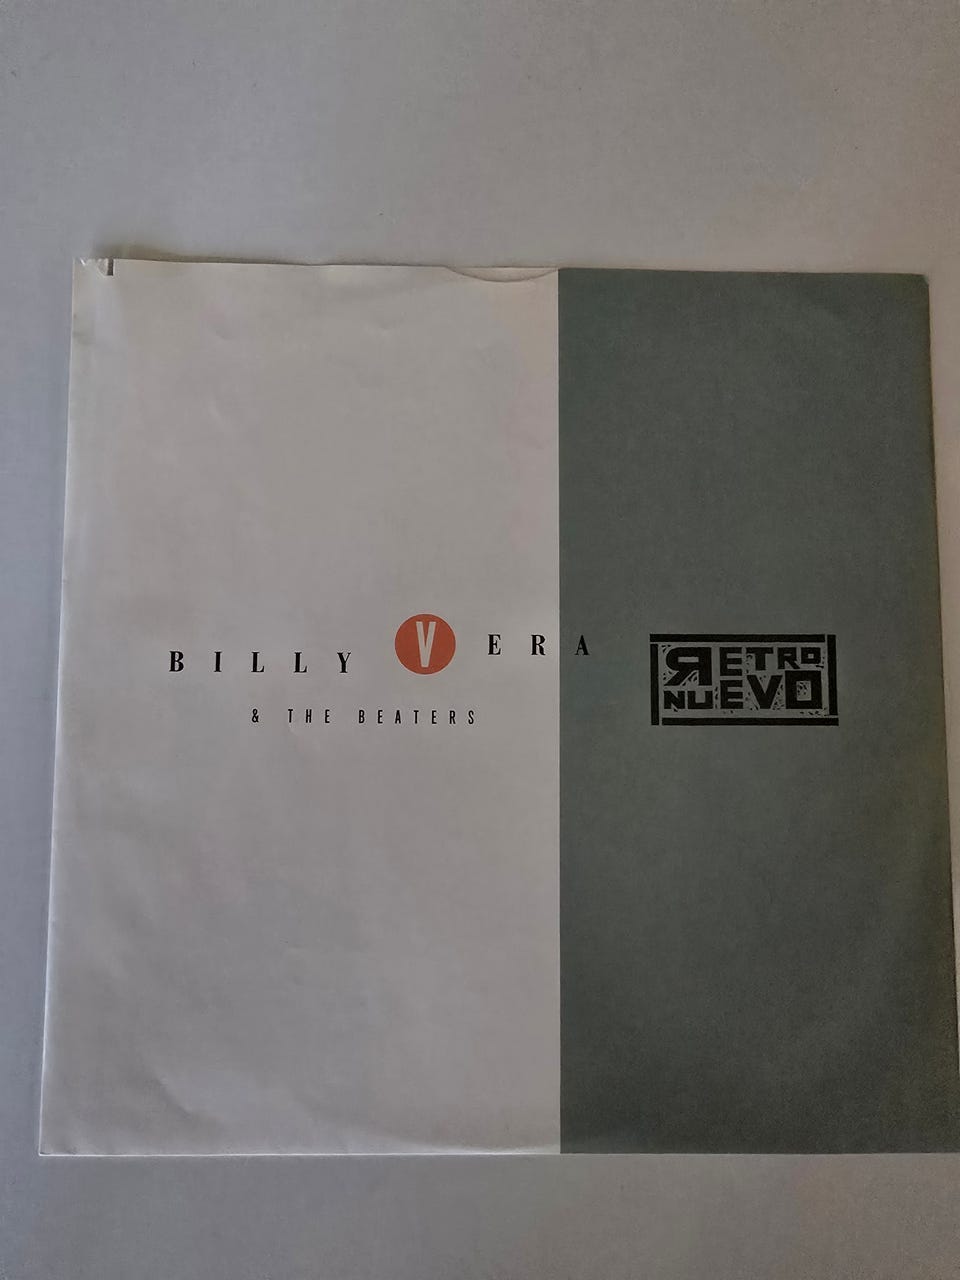 BILLY VERA
& THE BEATERS
RETRO
NUEVO